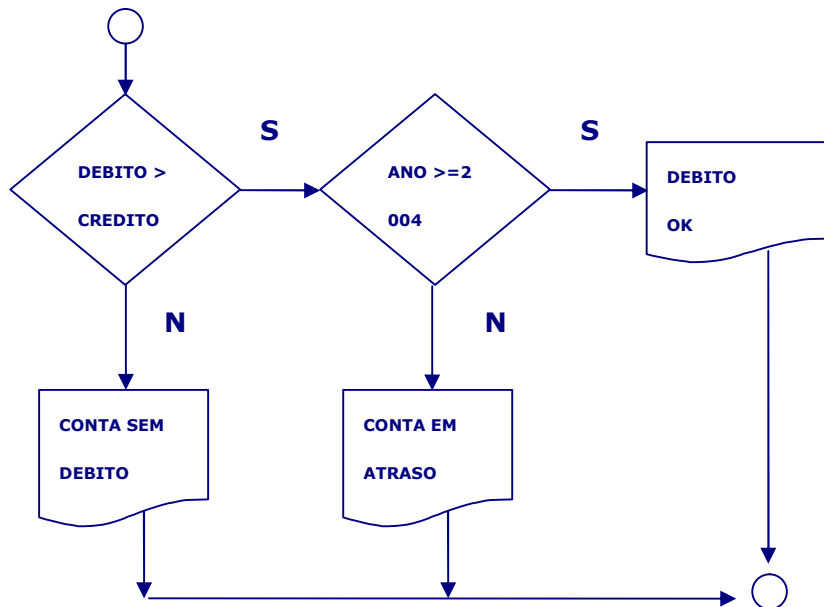 S
S
DEBITO >
CREDITO
ANO >=2
004
DEBITO
OK
N
N
CONTA SEM
DEBITO
CONTA EM
ATRASO